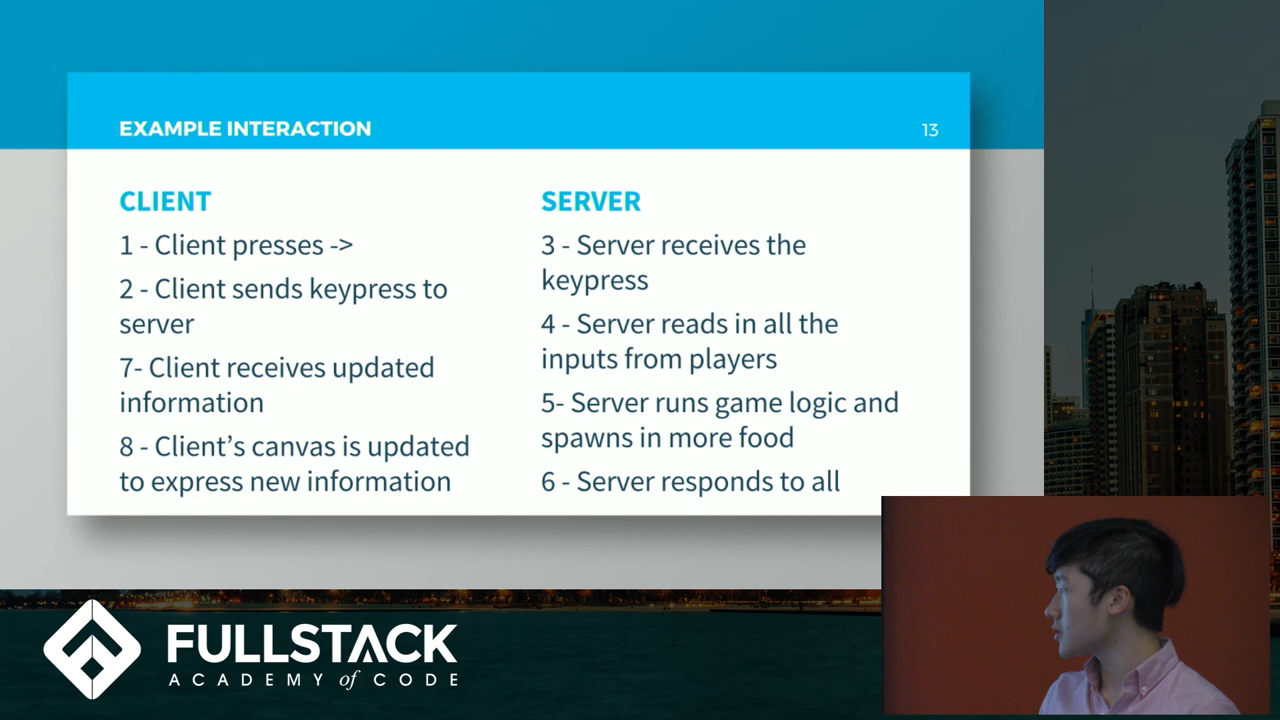 EXAMPLE INTERACTION
13
CLIENT
1 - Client presses ->
2 - Client sends keypress to
server
7- Client receives updated
information
8 - Client’s canvas is updated
to express new information
SERVER
3 - Server receives the
keypress
4 - Server reads in all the
inputs from players
5- Server runs game logic and
spawns in more food
6 - Server responds to all
FULLSTACK
ACADEMY of CODE